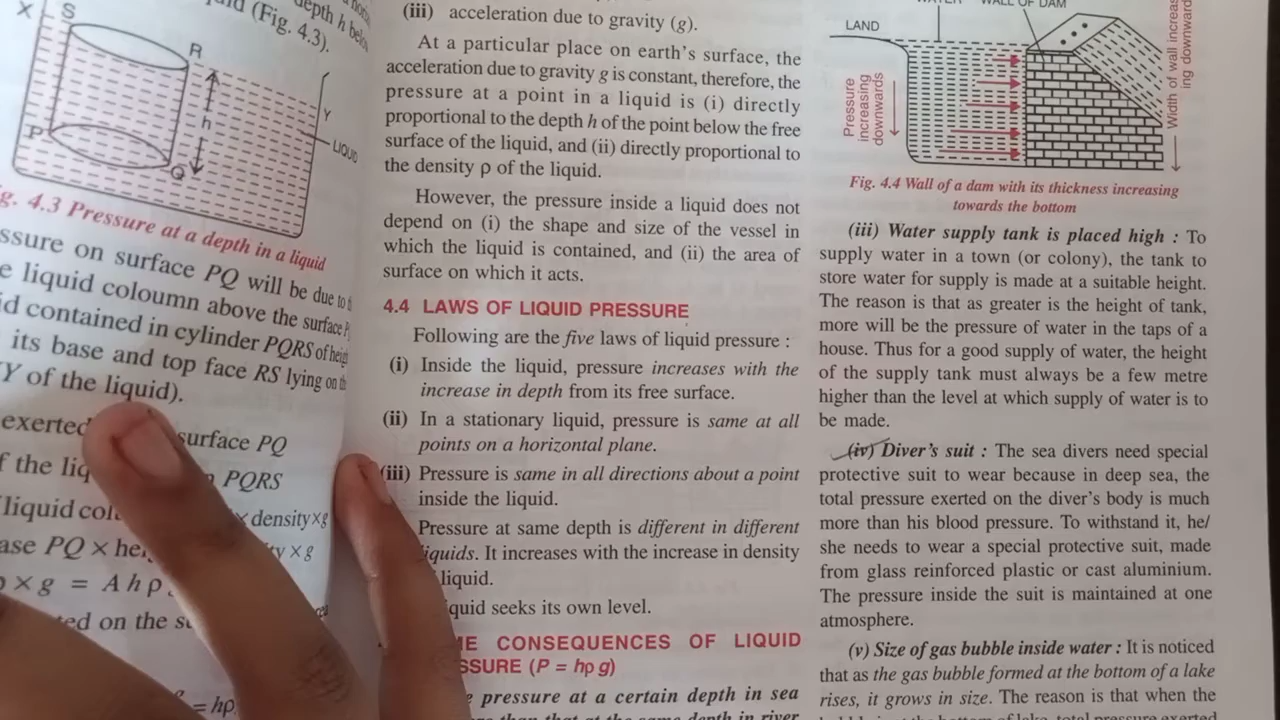 X
S
R
h
P
Q
Y
LIQUID
depth h below
(Fig. 4.3).
g. 4.3 Pressure at a depth in a liquid
ssure on surface PQ will be due to
e liquid coloumn above the surface
id contained in cylinder PQRS of
its base and top face RS lying on
Y of the liquid).
exerted surface PQ
f the PQRS
liquid density×g
ase PQ × × g
× g = A h ρ
ed on the
= hρ
(iii) acceleration due to gravity (g).
At a particular place on earth's surface, the
acceleration due to gravity g is constant, therefore, the
pressure at a point in a liquid is (i) directly
proportional to the depth h of the point below the free
surface of the liquid, and (ii) directly proportional to
the density ρ of the liquid.
However, the pressure inside a liquid does not
depend on (i) the shape and size of the vessel in
which the liquid is contained, and (ii) the area of
surface on which it acts.
4.4 LAWS OF LIQUID PRESSURE
Following are the five laws of liquid pressure :
(i) Inside the liquid, pressure increases with the
increase in depth from its free surface.
(ii) In a stationary liquid, pressure is same at all
points on a horizontal plane.
(iii) Pressure is same in all directions about a point
inside the liquid.
Pressure at same depth is different in different
iquids. It increases with the increase in density
liquid.
quid seeks its own level.
ME CONSEQUENCES OF LIQUID
SSURE (P = hρ g)
pressure at a certain depth in sea
than that at the same depth in river
LAND
WALL OF DAM
Pressure
increasing
downwards
Width of wall increas-
ing downward
Fig. 4.4 Wall of a dam with its thickness increasing
towards the bottom
(iii) Water supply tank is placed high : To
supply water in a town (or colony), the tank to
store water for supply is made at a suitable height.
The reason is that as greater is the height of tank,
more will be the pressure of water in the taps of a
house. Thus for a good supply of water, the height
of the supply tank must always be a few metre
higher than the level at which supply of water is to
be made.
(iv) Diver's suit : The sea divers need special
protective suit to wear because in deep sea, the
total pressure exerted on the diver's body is much
more than his blood pressure. To withstand it, he/
she needs to wear a special protective suit, made
from glass reinforced plastic or cast aluminium.
The pressure inside the suit is maintained at one
atmosphere.
(v) Size of gas bubble inside water : It is noticed
that as the gas bubble formed at the bottom of a lake
rises, it grows in size. The reason is that when the